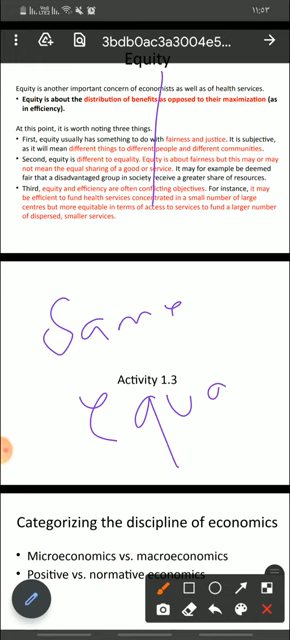 ١١:٥٣
3bdb0ac3a3004e5...
Equity
Equity is another important concern of economists as well as of health services.
• Equity is about the distribution of benefits as opposed to their maximization (as
in efficiency).
At this point, it is worth noting three things.
• First, equity usually has something to do with fairness and justice. It is subjective,
as it will mean different things to different people and different communities.
• Second, equity is different to equality. Equity is about fairness but this may or may
not mean the equal sharing of a good or service. It may for example be deemed
fair that a disadvantaged group in society receive a greater share of resources.
• Third, equity and efficiency are often conflicting objectives. For instance, it may
be efficient to fund health services concentrated in a small number of large
centres but more equitable in terms of access to services to fund a larger number
of dispersed, smaller services.
Same
Activity 1.3
equa
Categorizing the discipline of economics
• Microeconomics vs. macroeconomics
• Positive vs. normative economics